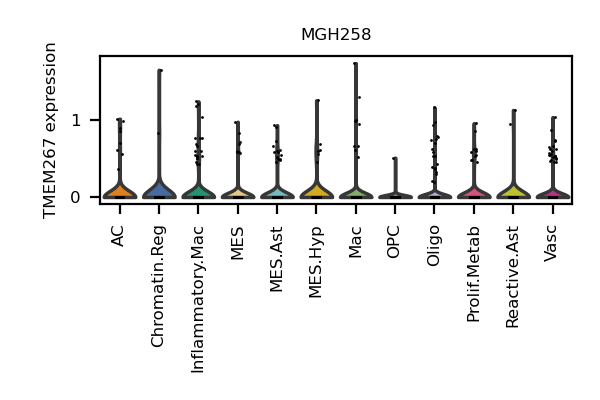 MGH258
TMEM267 expression
1
0
AC
Chromatin.Reg
Inflammatory.Mac
MES
MES.Ast
MES.Hyp
Mac
OPC
Oligo
Prolif.Metab
Reactive.Ast
Vasc